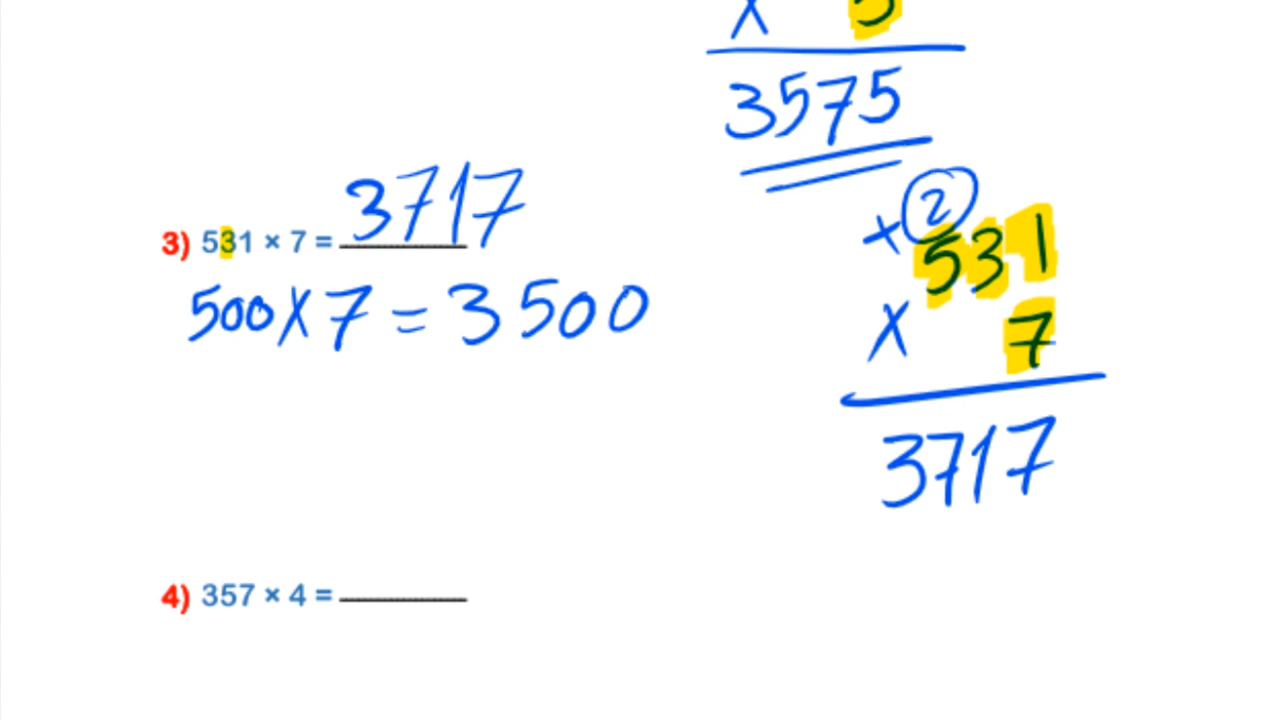 x 5
3575
3) 531 × 7 = 3717
500 x 7 = 3500
+ 2
531
x 7
3717
4) 357 × 4 =